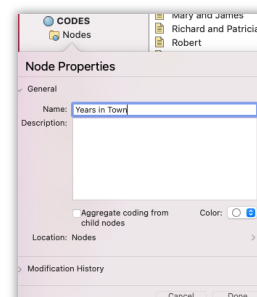 CODES
Nodes
Mary and James
Richard and Patricia
Robert
Node Properties
General
Name: Years in Town
Description:
Aggregate coding from child nodes
Color:
Location: Nodes
Modification History
Cancel Done